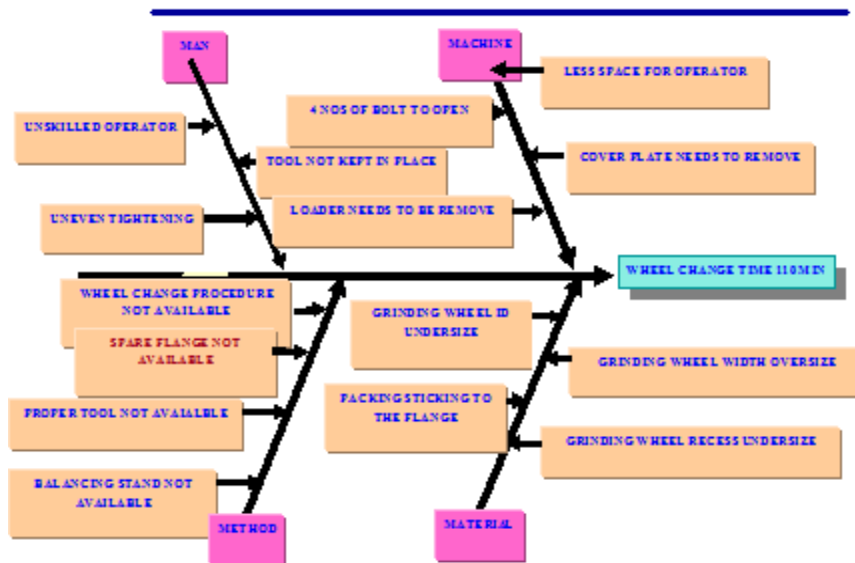 MAN
MACHINE
LESS SPACE FOR OPERATOR
4 NOS OF BOLT TO OPEN
UNSKILLED OPERATOR
TOOL NOT KEPT IN PLACE
COVER PLATE NEEDS TO REMOVE
UNEVEN TIGHTENING
LOADER NEEDS TO BE REMOVE
WHEEL CHANGE TIME 110 MIN
WHEEL CHANGE PROCEDURE
NOT AVAILABLE
GRINDING WHEEL ID
UNDERSIZE
SPARE FLANGE NOT
AVAILABLE
GRINDING WHEEL WIDTH OVERSIZE
PACKING STICKING TO
THE FLANGE
PROPER TOOL NOT AVAIALBLE
GRINDING WHEEL RECESS UNDERSIZE
BALANCING STAND NOT
AVAILABLE
METHOD
MATERIAL